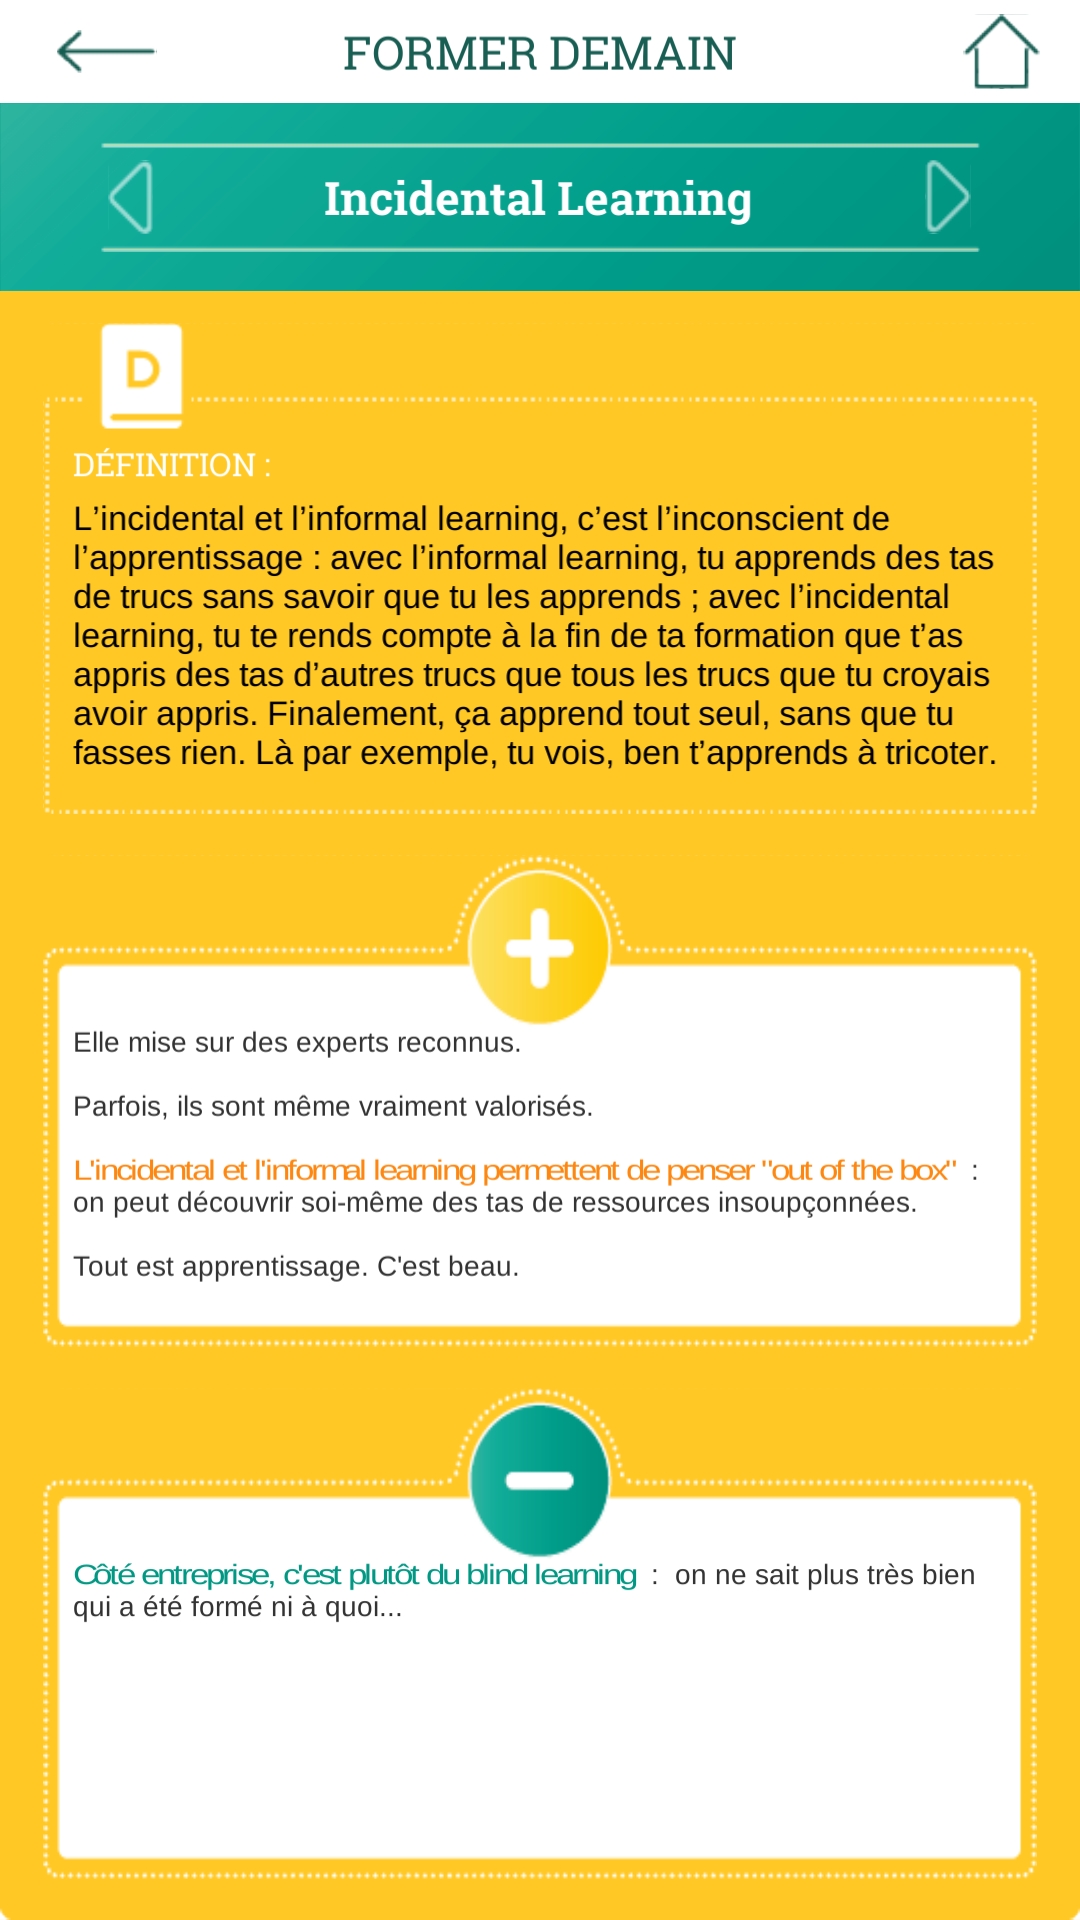 FORMER DEMAIN
Incidental Learning
D
DÉFINITION :
L’incidental et l’informal learning, c’est l’inconscient de
l’apprentissage : avec l’informal learning, tu apprends des tas
de trucs sans savoir que tu les apprends ; avec l’incidental
learning, tu te rends compte à la fin de ta formation que t’as
appris des tas d’autres trucs que tous les trucs que tu croyais
avoir appris. Finalement, ça apprend tout seul, sans que tu
fasses rien. Là par exemple, tu vois, ben t’apprends à tricoter.
Elle mise sur des experts reconnus.
Parfois, ils sont même vraiment valorisés.
L'incidental et l'informal learning permettent de penser "out of the box" :
on peut découvrir soi-même des tas de ressources insoupçonnées.
Tout est apprentissage. C'est beau.
Côté entreprise, c'est plutôt du blind learning : on ne sait plus très bien
qui a été formé ni à quoi...